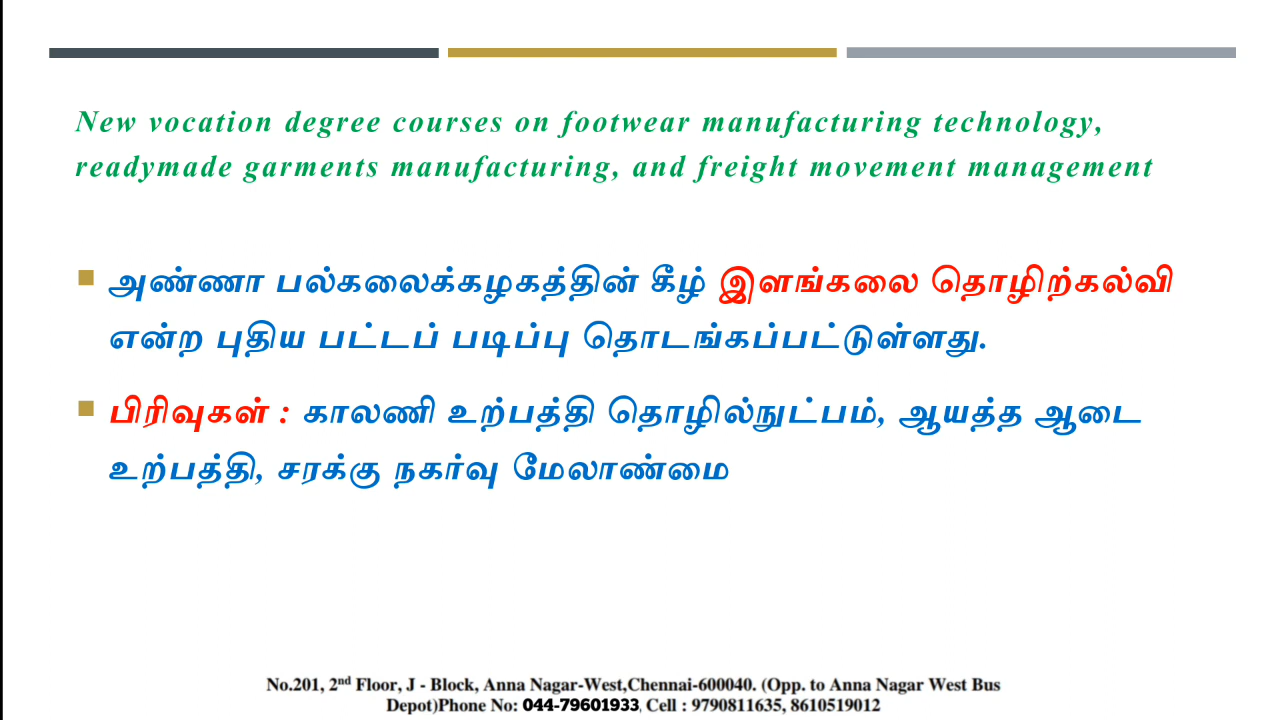 New vocation degree courses on footwear manufacturing technology,
readymade garments manufacturing, and freight movement management
அண்ணா பல்கலைக்கழகத்தின் கீழ் இளங்கலை தொழிற்கல்வி
என்ற புதிய பட்டப் படிப்பு தொடங்கப்பட்டுள்ளது.
பிரிவுகள் : காலணி உற்பத்தி தொழில்நுட்பம், ஆயத்த ஆடை
உற்பத்தி, சரக்கு நகர்வு மேலாண்மை
No.201, 2nd Floor, J - Block, Anna Nagar-West,Chennai-600040. (Opp. to Anna Nagar West Bus
Depot)Phone No: 044-79601933, Cell : 9790811635, 8610519012